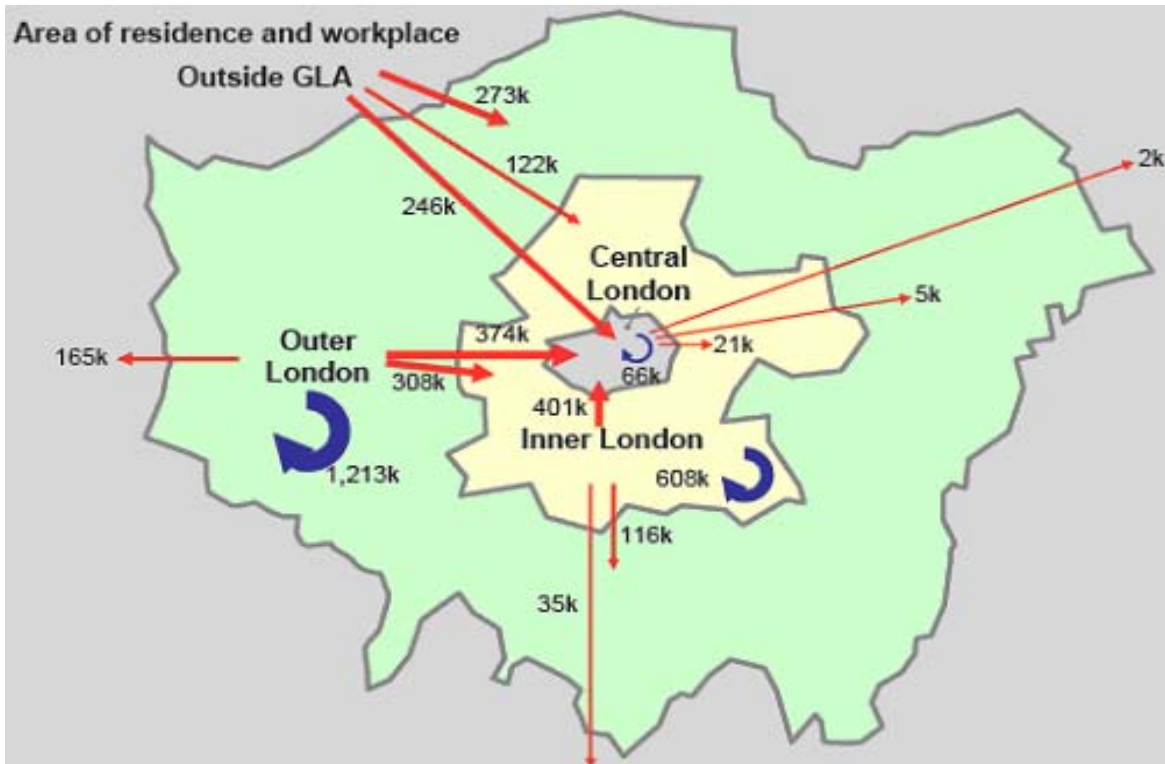 Area of residence and workplace
Outside GLA
273k
122k
2k
246k
Central
London
5k
374k
21k
165k
Outer
London
308k
66k
401k
Inner London
1,213k
608k
116k
35k